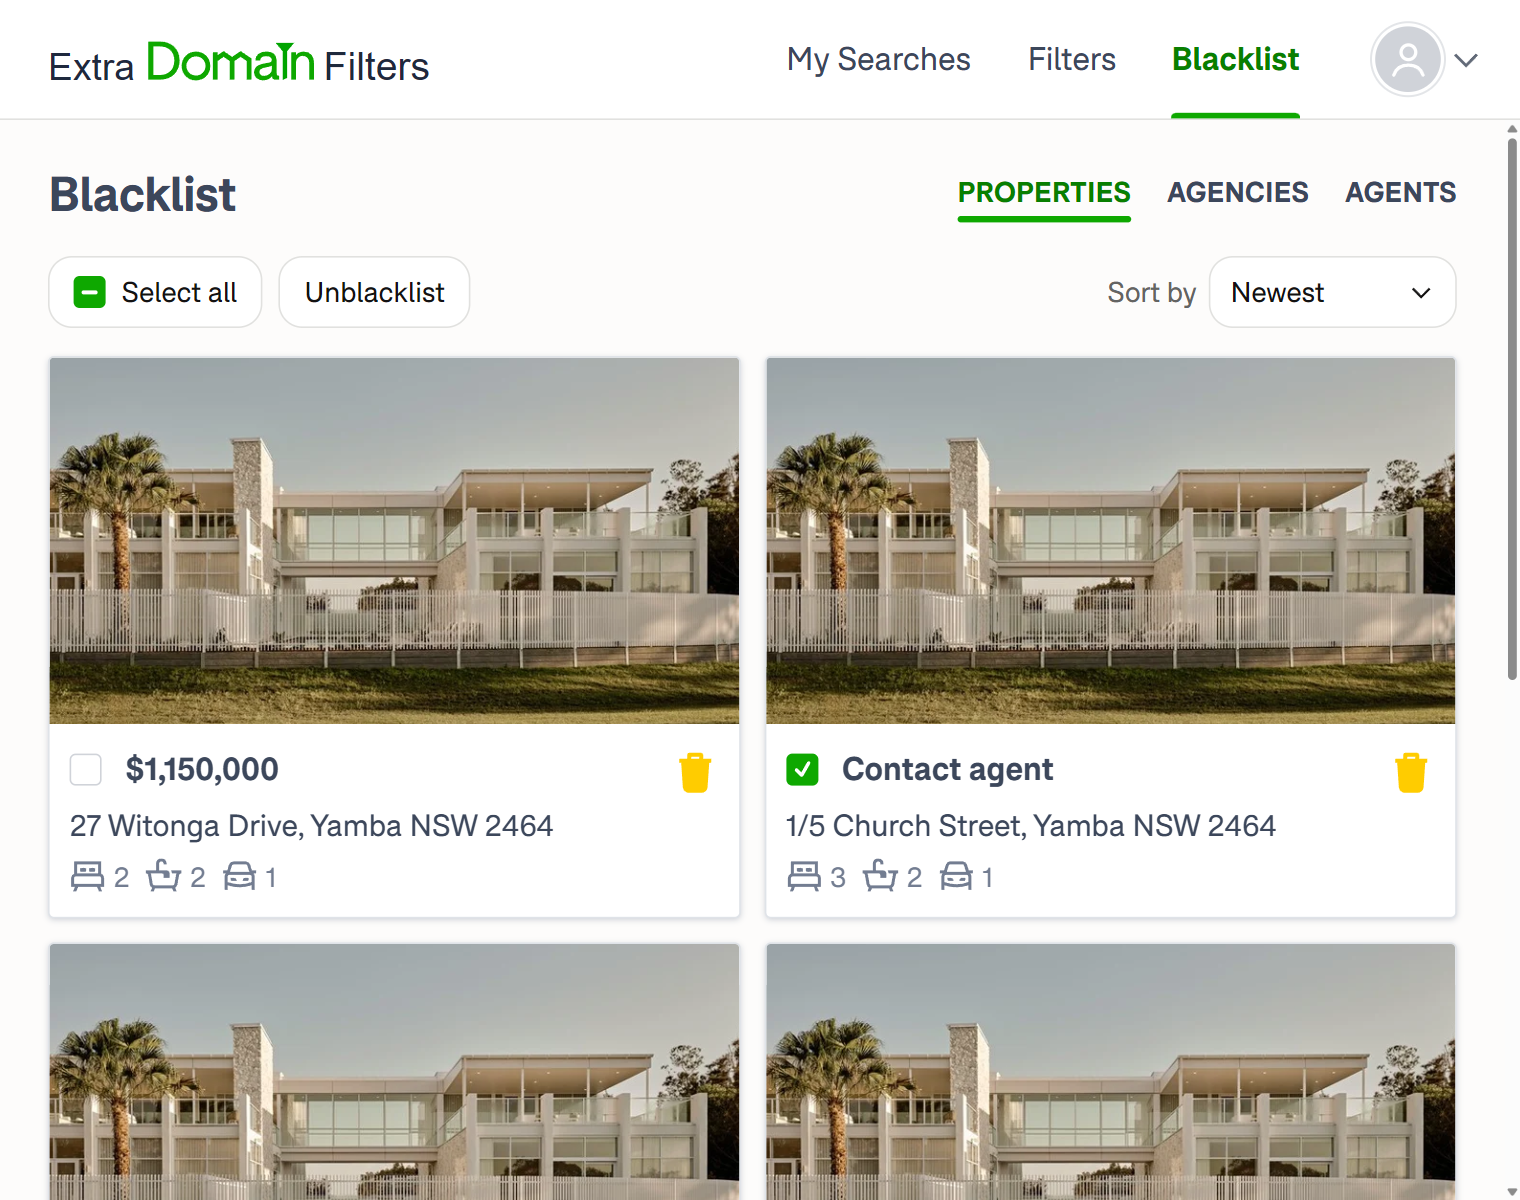 Extra Domain Filters
My Searches
Filters
Blacklist
Blacklist
PROPERTIES
AGENCIES
AGENTS
Select all
Unblacklist
Sort by
Newest
$1,150,000
27 Witonga Drive, Yamba NSW 2464
2 2 1
Contact agent
1/5 Church Street, Yamba NSW 2464
3 2 1